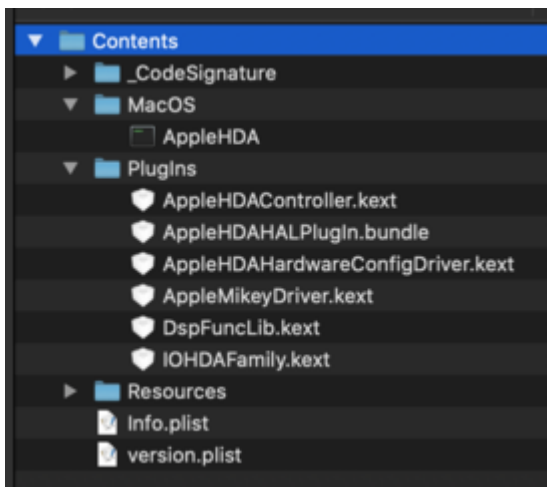 Contents
_CodeSignature
MacOS
AppleHDA
PlugIns
AppleHDAController.kext
AppleHDAHALPlugIn.bundle
AppleHDAHardwareConfigDriver.kext
AppleMikeyDriver.kext
DspFuncLib.kext
IOHDAFamily.kext
Resources
Info.plist
version.plist